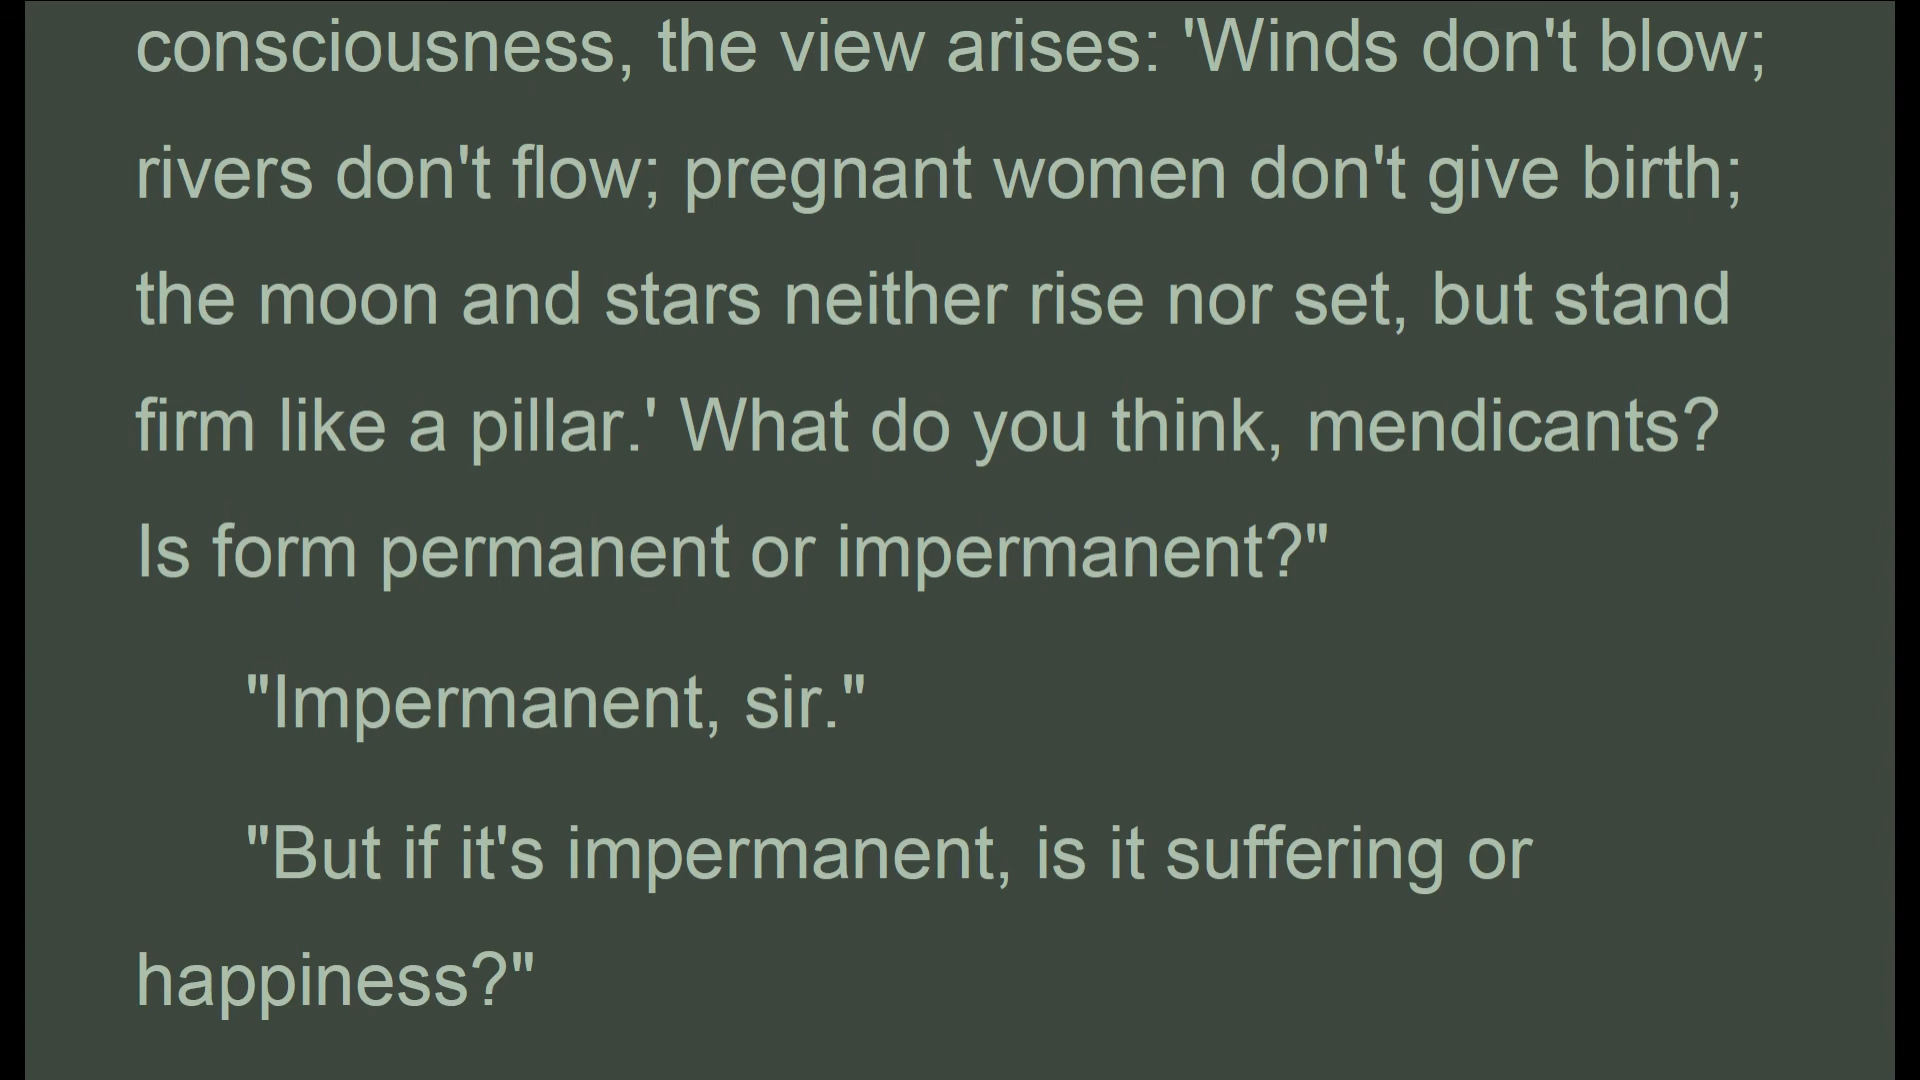 consciousness, the view arises: 'Winds don't blow;
rivers don't flow; pregnant women don't give birth;
the moon and stars neither rise nor set, but stand
firm like a pillar.' What do you think, mendicants?
Is form permanent or impermanent?"
"Impermanent, sir."
"But if it's impermanent, is it suffering or
happiness?"